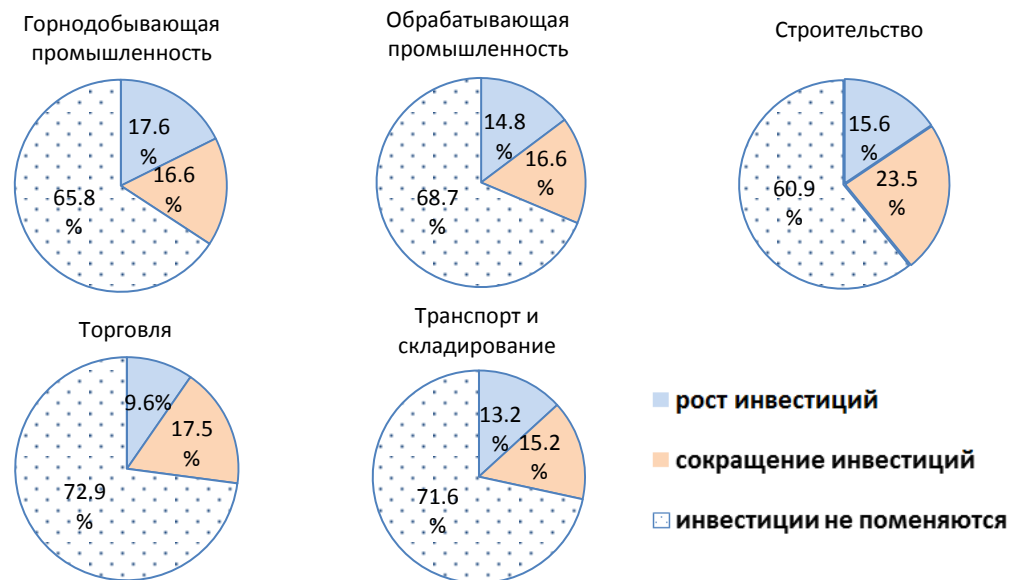 Горнодобывающая
промышленность
17.6
%
16.6
%
65.8
%
Обрабатывающая
промышленность
14.8
%
16.6
%
68.7
%
Строительство
15.6
%
23.5
%
60.9
%
Торговля
9.6%
17.5
%
72.9
%
Транспорт и
складирование
13.2
%
15.2
%
71.6
%
рост инвестиций
сокращение инвестиций
инвестиции не поменяются